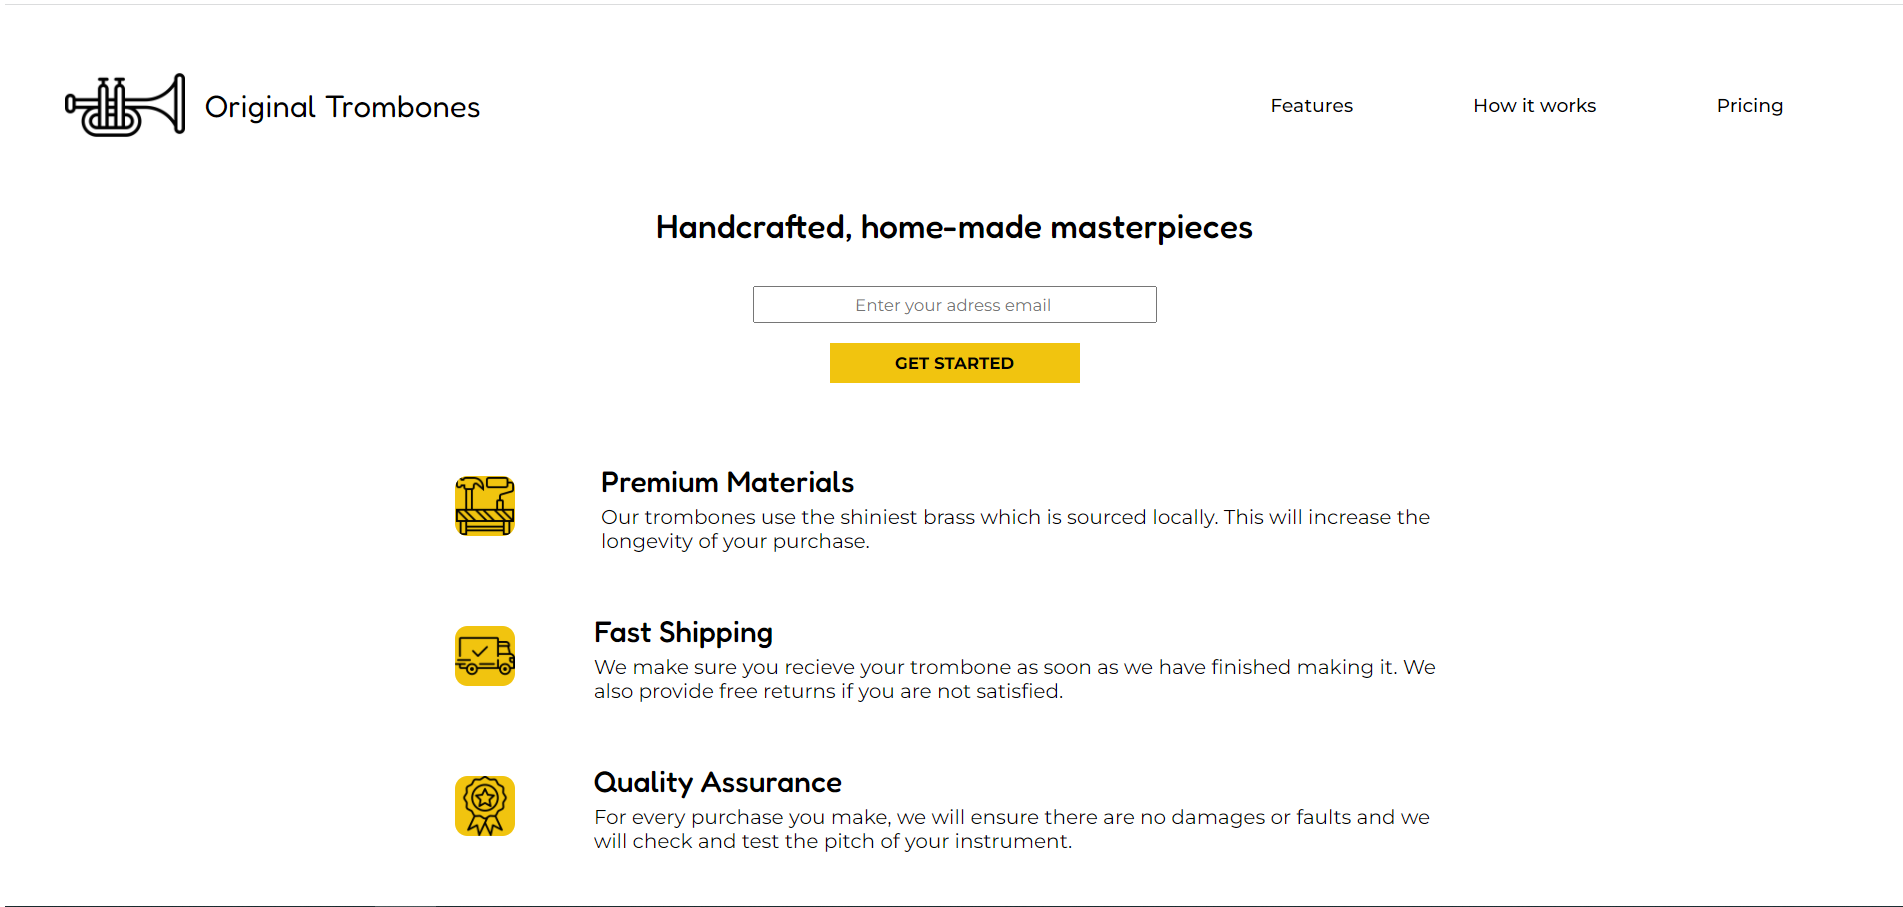 Original Trombones
Features
How it works
Pricing
Handcrafted, home-made masterpieces
Enter your adress email
GET STARTED
Premium Materials
Our trombones use the shiniest brass which is sourced locally. This will increase the
longevity of your purchase.
Fast Shipping
We make sure you recieve your trombone as soon as we have finished making it. We
also provide free returns if you are not satisfied.
Quality Assurance
For every purchase you make, we will ensure there are no damages or faults and we
will check and test the pitch of your instrument.